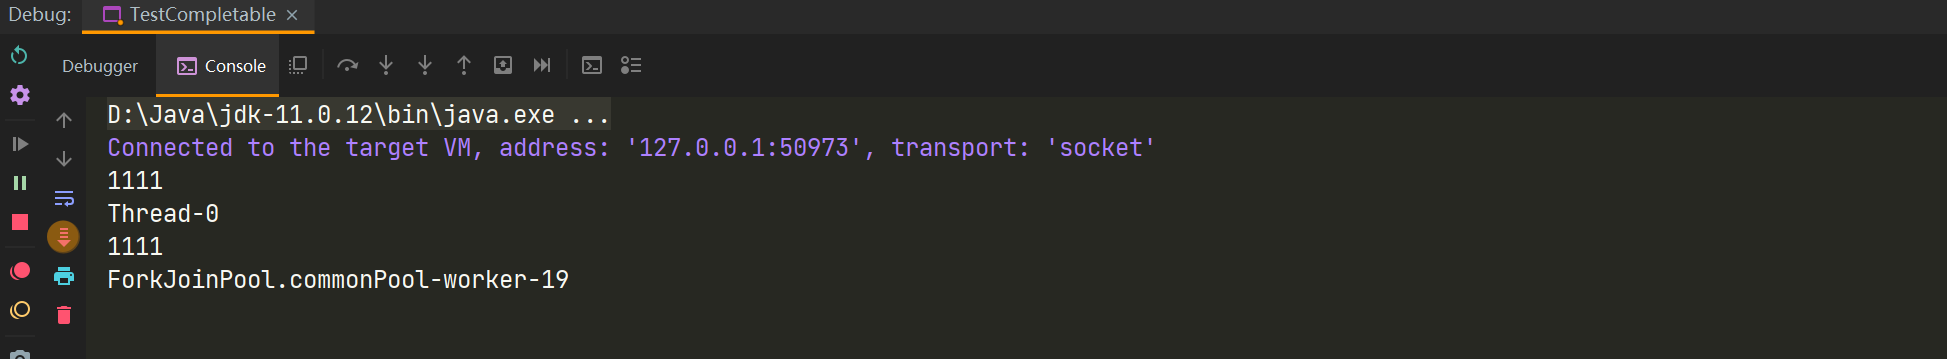 Debug: TestCompletable
Debugger Console
D:\Java\jdk-11.0.12\bin\java.exe ...
Connected to the target VM, address: '127.0.0.1:50973', transport: 'socket'
1111
Thread-0
1111
ForkJoinPool.commonPool-worker-19